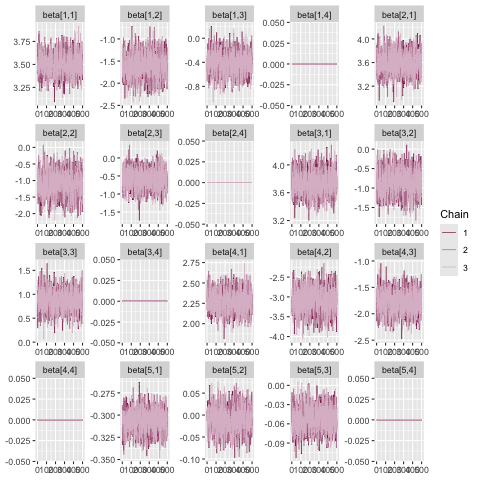 beta[1,1] beta[1,2] beta[1,3] beta[1,4] beta[2,1]
3.75 3.50 3.25
-1.0 -1.5 -2.0 -2.5
0.0 -0.4 -0.8
0.050 0.025 0.000 -0.025 -0.050
4.0 3.6 3.2
beta[2,2] beta[2,3] beta[2,4] beta[3,1] beta[3,2]
0.0 -0.5 -1.0 -1.5 -2.0
0.0 -0.5 -1.0 -1.5
0.050 0.025 0.000 -0.025 -0.050
4.0 3.6 3.2
0.0 -0.5 -1.0 -1.5
Chain
1
2
3
beta[3,3] beta[3,4] beta[4,1] beta[4,2] beta[4,3]
1.5 1.0 0.5 0.0
0.050 0.025 0.000 -0.025 -0.050
2.75 2.50 2.25 2.00
-2.5 -3.0 -3.5 -4.0
-1.0 -1.5 -2.0 -2.5
beta[4,4] beta[5,1] beta[5,2] beta[5,3] beta[5,4]
0.050 0.025 0.000 -0.025 -0.050
-0.275 -0.300 -0.325 -0.350
0.05 0.00 -0.05 -0.10
0.00 -0.03 -0.06 -0.09
0.050 0.025 0.000 -0.025 -0.050